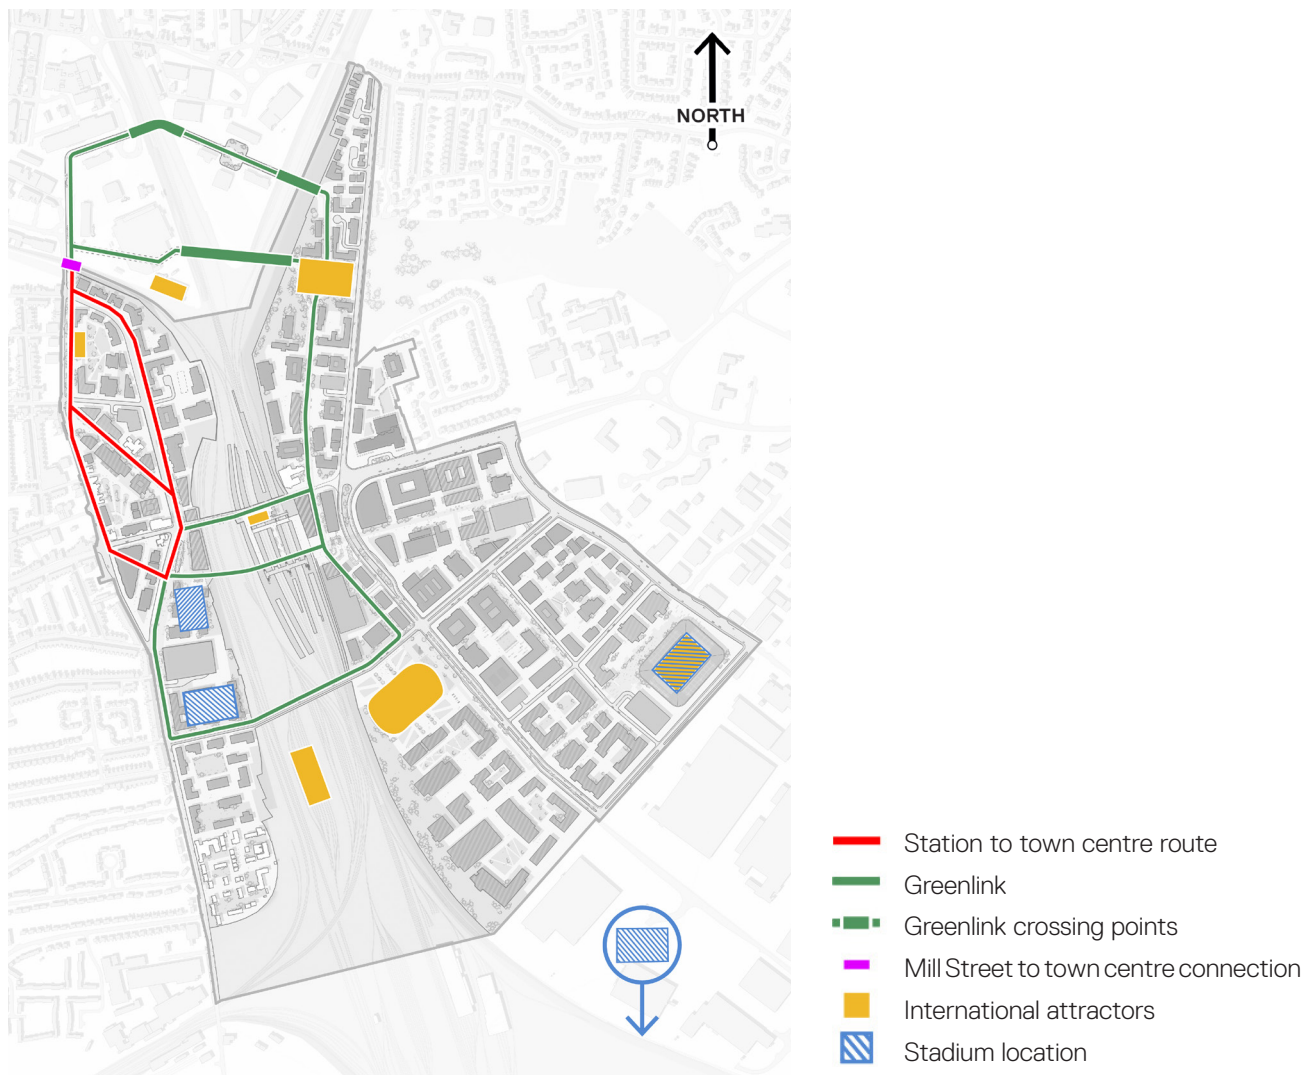 NORTH
Station to town centre route
Greenlink
Greenlink crossing points
Mill Street to town centre connection
International attractors
Stadium location